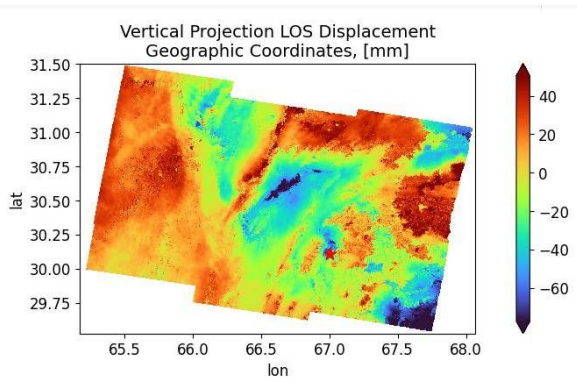 Vertical Projection LOS Displacement
Geographic Coordinates, [mm]
31.50
31.25
31.00
30.75
30.50
30.25
30.00
29.75
lat
65.5 66.0 66.5 67.0 67.5 68.0
lon
40
20
0
−20
−40
−60